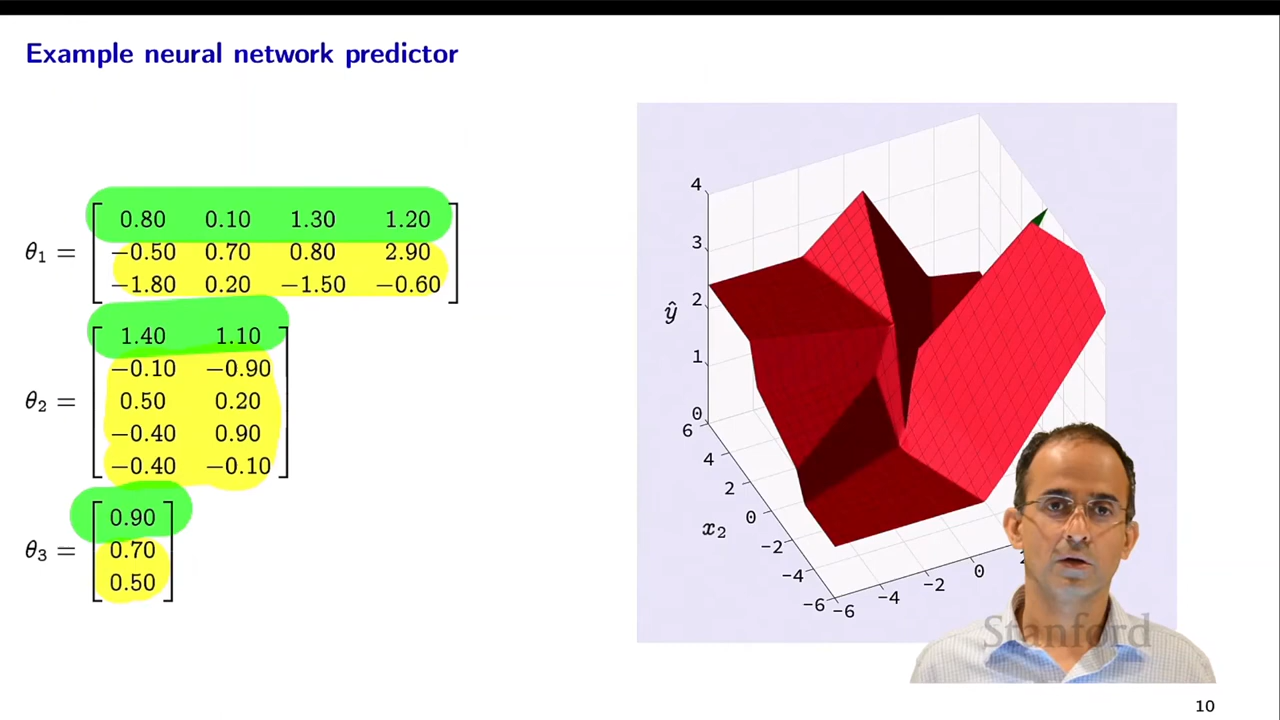 Example neural network predictor
θ₁ =
0.80 0.10 1.30 1.20
−0.50 0.70 0.80 2.90
−1.80 0.20 −1.50 −0.60
θ₂ =
1.40 1.10
−0.10 −0.90
0.50 0.20
−0.40 0.90
−0.40 −0.10
θ₃ =
0.90
0.70
0.50
4
3
2
1
0
ŷ
6
4
2
0
−2
−4
−6
x₂
−6
−4
−2
0
Stanford
10